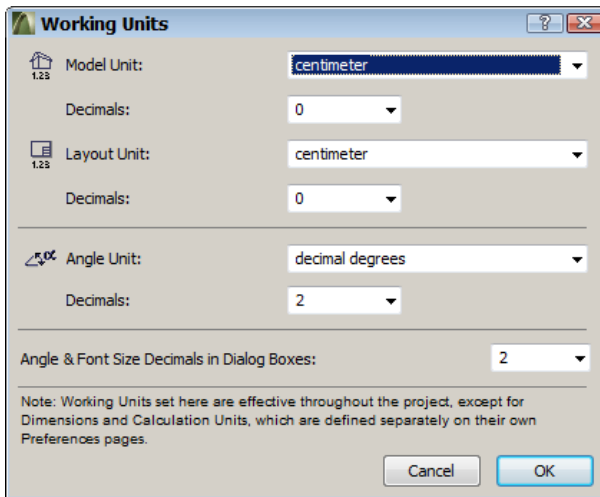 Working Units
?
1.23 Model Unit: centimeter
Decimals: 0
1.23 Layout Unit: centimeter
Decimals: 0
α Angle Unit: decimal degrees
Decimals: 2
Angle & Font Size Decimals in Dialog Boxes: 2
Note: Working Units set here are effective throughout the project, except for
Dimensions and Calculation Units, which are defined separately on their own
Preferences pages.
Cancel OK